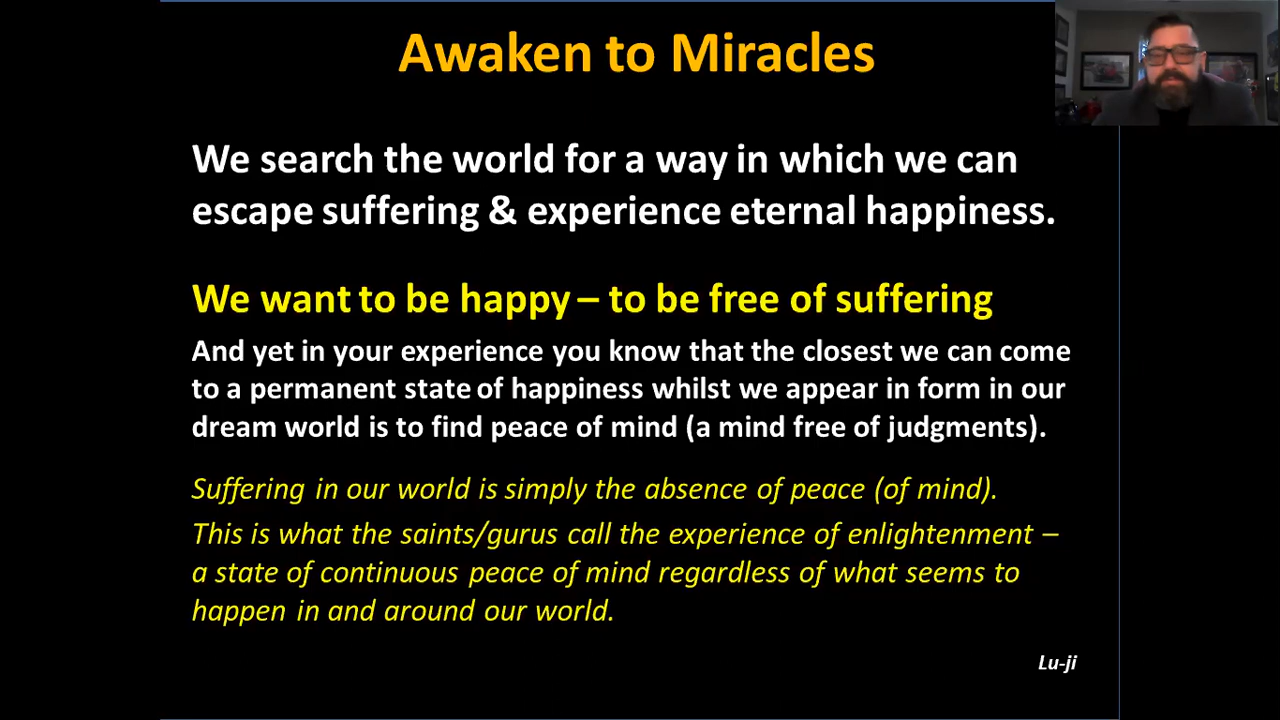 Awaken to Miracles
We search the world for a way in which we can
escape suffering & experience eternal happiness.
We want to be happy – to be free of suffering
And yet in your experience you know that the closest we can come
to a permanent state of happiness whilst we appear in form in our
dream world is to find peace of mind (a mind free of judgments).
Suffering in our world is simply the absence of peace (of mind).
This is what the saints/gurus call the experience of enlightenment –
a state of continuous peace of mind regardless of what seems to
happen in and around our world.
Lu-ji